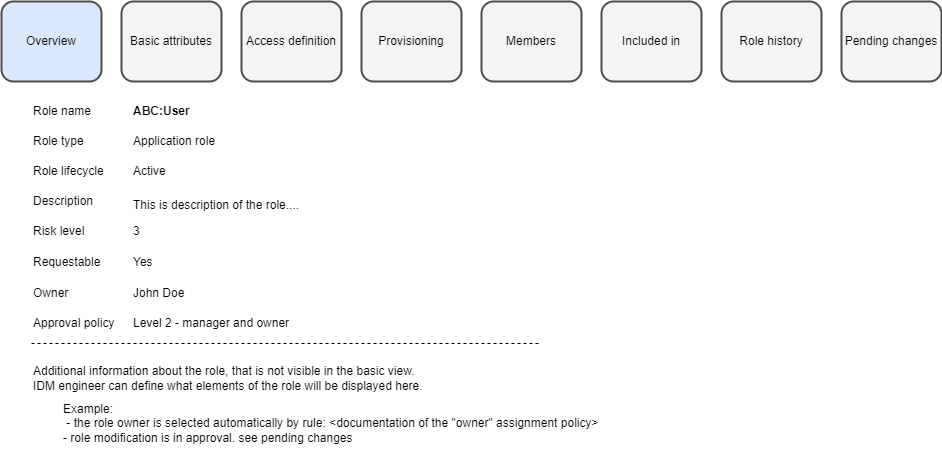 Overview
Basic attributes
Access definition
Provisioning
Members
Included in
Role history
Pending changes
Role name ABC:User
Role type Application role
Role lifecycle Active
Description This is description of the role....
Risk level 3
Requestable Yes
Owner John Doe
Approval policy Level 2 - manager and owner
Additional information about the role, that is not visible in the basic view.
IDM engineer can define what elements of the role will be displayed here.
Example:
- the role owner is selected automatically by rule: <documentation of the "owner" assignment policy>
- role modification is in approval. see pending changes